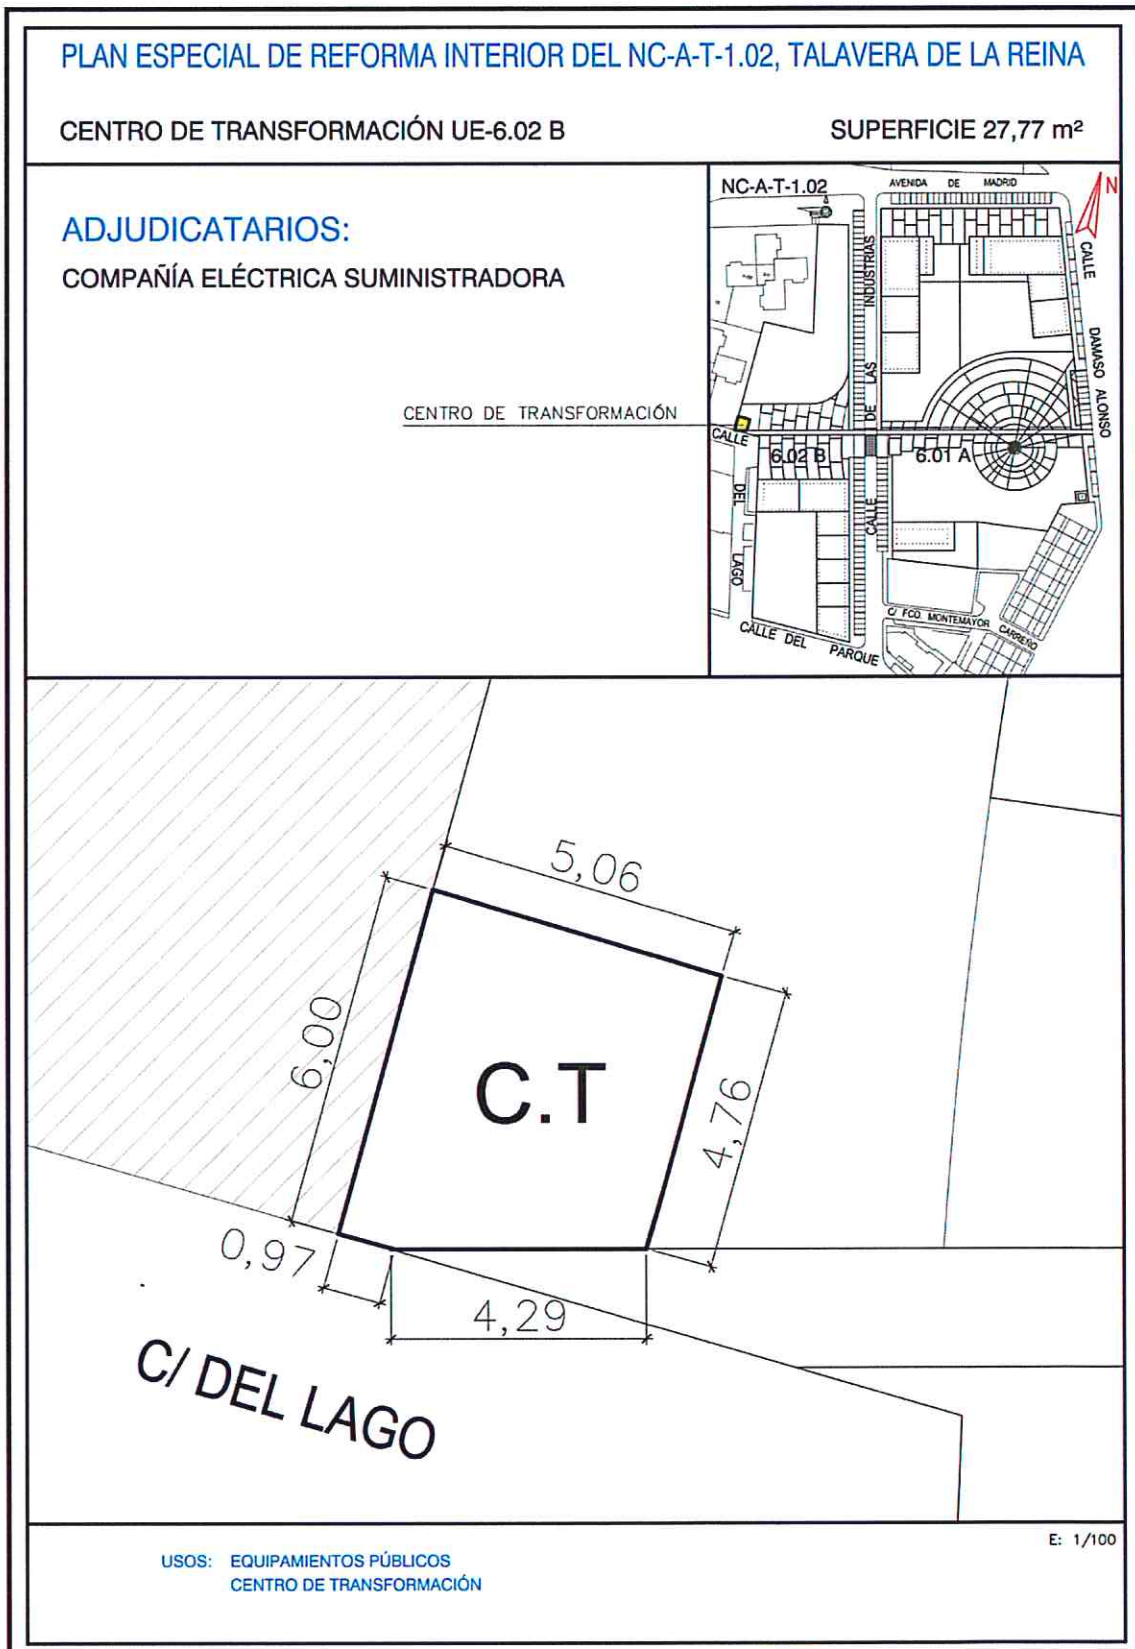 PLAN ESPECIAL DE REFORMA INTERIOR DEL NC-A-T-1.02, TALAVERA DE LA REINA
CENTRO DE TRANSFORMACIÓN UE-6.02 B
SUPERFICIE 27,77 m²
ADJUDICATARIOS:
COMPAÑÍA ELÉCTRICA SUMINISTRADORA
CENTRO DE TRANSFORMACIÓN
NC-A-T-1.02
AVENIDA DE MADRID
N
CALLE DAMASO ALONSO
CALLE DE LAS INDUSTRIAS
CALLE DEL LAGO
6.02 B
6.01 A
C/ FCO. MONTEMAYOR CARRERO
CALLE DEL PARQUE
5,06
6,00
C.T
4,76
0,97
4,29
C/ DEL LAGO
E: 1/100
USOS: EQUIPAMIENTOS PÚBLICOS
CENTRO DE TRANSFORMACIÓN